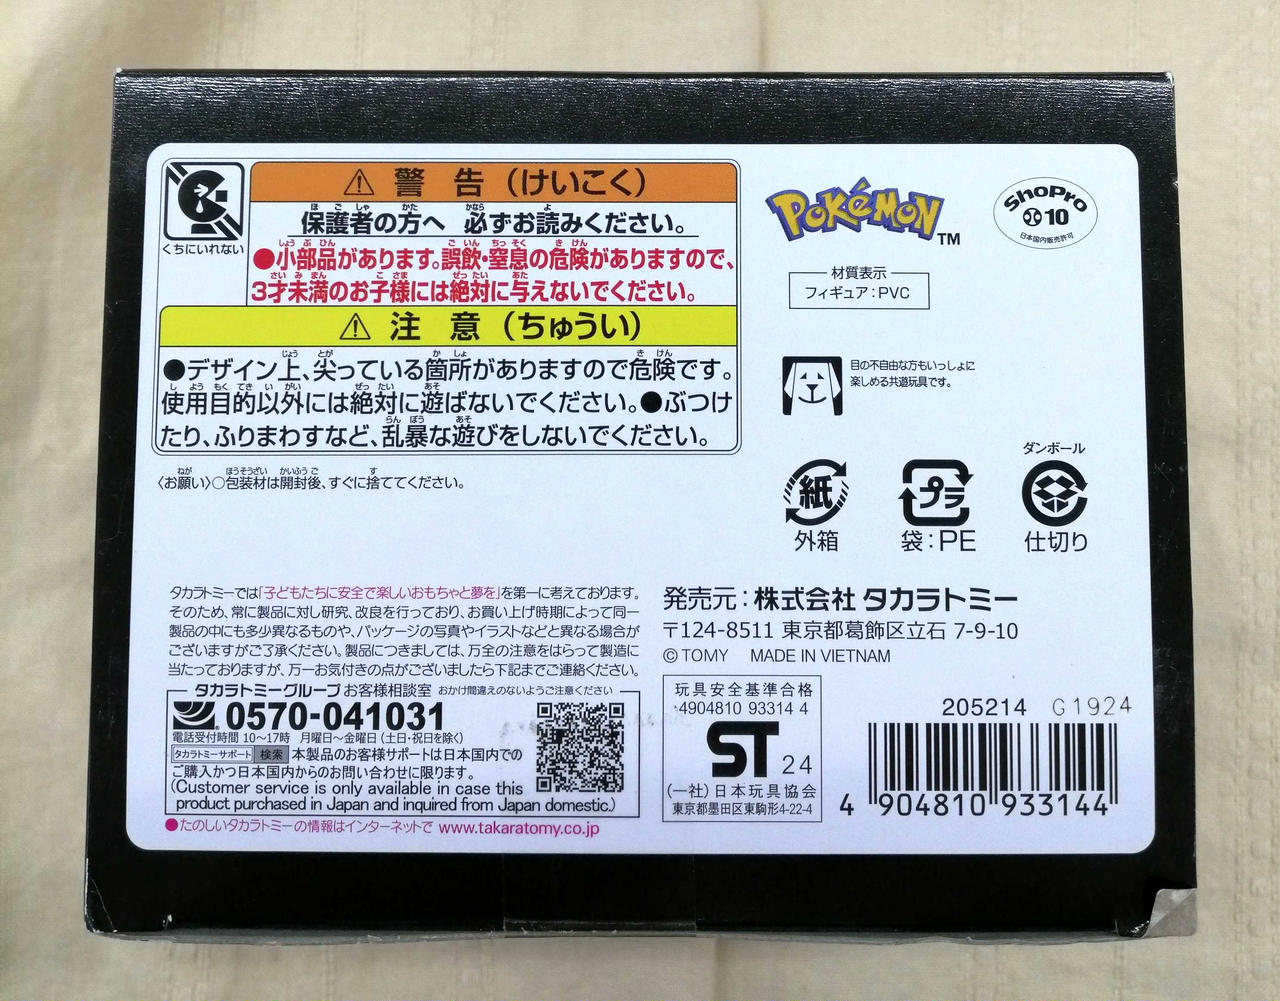 くちにいれない
⚠ 警 告 (けいこく)
保護者の方へ 必ずお読みください。
●小部品があります。誤飲・窒息の危険がありますので、
3才未満のお子様には絶対に与えないでください。
⚠ 注 意 (ちゅうい)
●デザイン上、尖っている箇所がありますので危険です。
使用目的以外には絶対に遊ばないでください。●ぶつけ
たり、ふりまわすなど、乱暴な遊びをしないでください。
〈お願い〉○包装材は開封後、すぐに捨ててください。
POKéMON TM
ShoPro
10
日本国内販売許可
材質表示
フィギュア:PVC
目の不自由な方もいっしょに
楽しめる共遊玩具です。
紙
外箱
プラ
袋:PE
ダンボール
仕切り
タカラトミーでは「子どもたちに安全で楽しいおもちゃと夢を」を第一に考えております。
そのため、常に製品に対し研究、改良を行っており、お買い上げ時期によって同一
製品の中にも多少異なるものや、パッケージの写真やイラストなどと異なる場合が
ございますがご了承ください。製品につきましては、万全の注意をはらって製造に
当たっておりますが、万一お気付きの点がございましたら下記までご連絡ください。
タカラトミーグループ お客様相談室 おかけ間違えのないようご注意ください
0570-041031
電話受付時間 10〜17時 月曜日〜金曜日(土日・祝日を除く)
タカラトミーサポート 検索 本製品のお客様サポートは日本国内での
ご購入かつ日本国内からのお問い合わせに限ります。
(Customer service is only available in case this
product purchased in Japan and inquired from Japan domestic.)
●たのしいタカラトミーの情報はインターネットで www.takaratomy.co.jp
発売元:株式会社 タカラトミー
〒124-8511 東京都葛飾区立石 7-9-10
© TOMY MADE IN VIETNAM
玩具安全基準合格
4904810 93314 4
ST 24
(一社)日本玩具協会
東京都墨田区東駒形4-22-4
205214 G1924
4 904810 933144